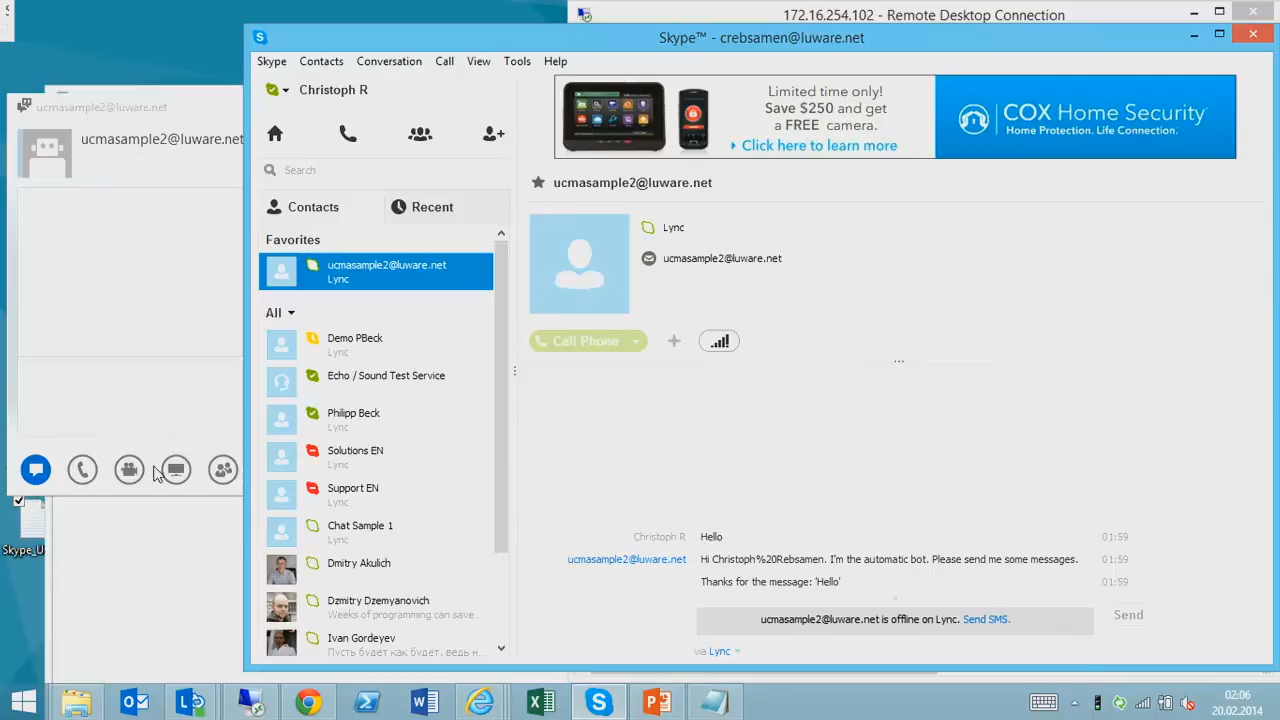 172.16.254.102 - Remote Desktop Connection
Skype™ - crebsamen@luware.net
Skype Contacts Conversation Call View Tools Help
ucmasample2@luware.net
ucmasample2@luware.net
Christoph R
Limited time only!
Save $250 and get
a FREE camera.
Click here to learn more
COX Home Security
Home Protection. Life Connection.
Search
Contacts
Recent
Favorites
ucmasample2@luware.net
Lync
All
Demo PBeck
Lync
Echo / Sound Test Service
Philipp Beck
Lync
Solutions EN
Lync
Support EN
Lync
Chat Sample 1
Lync
Dmitry Akulich
Dzmitry Dzemyanovich
Weeks of programming can save...
Ivan Gordeyev
Пусть будет как будет, ведь н...
ucmasample2@luware.net
Lync
ucmasample2@luware.net
Call Phone
Christoph R Hello 01:59
ucmasample2@luware.net Hi Christoph%20Rebsamen. I'm the automatic bot. Please send me some messages. 01:59
Thanks for the message: 'Hello' 01:59
ucmasample2@luware.net is offline on Lync. Send SMS.
Send
via Lync
Skype_U
02:06
20.02.2014